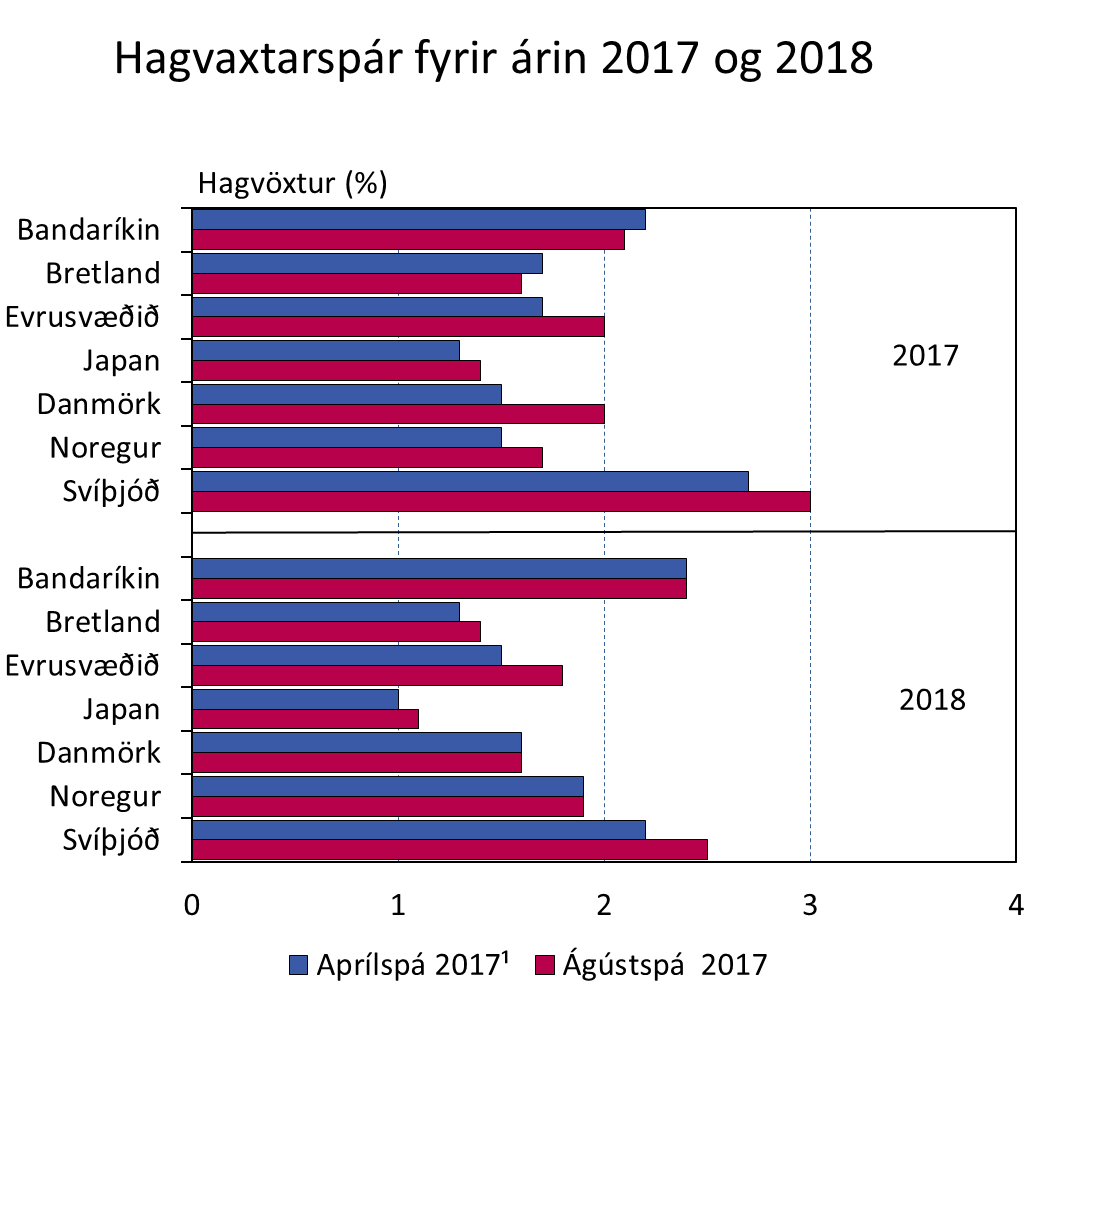 Hagvaxtarspár fyrir árin 2017 og 2018
Hagvöxtur (%)
Bandaríkin
Bretland
Evrusvæðið
Japan
Danmörk
Noregur
Svíþjóð
2017
Bandaríkin
Bretland
Evrusvæðið
Japan
Danmörk
Noregur
Svíþjóð
2018
0 1 2 3 4
Aprílspá 2017¹ Ágústspá 2017